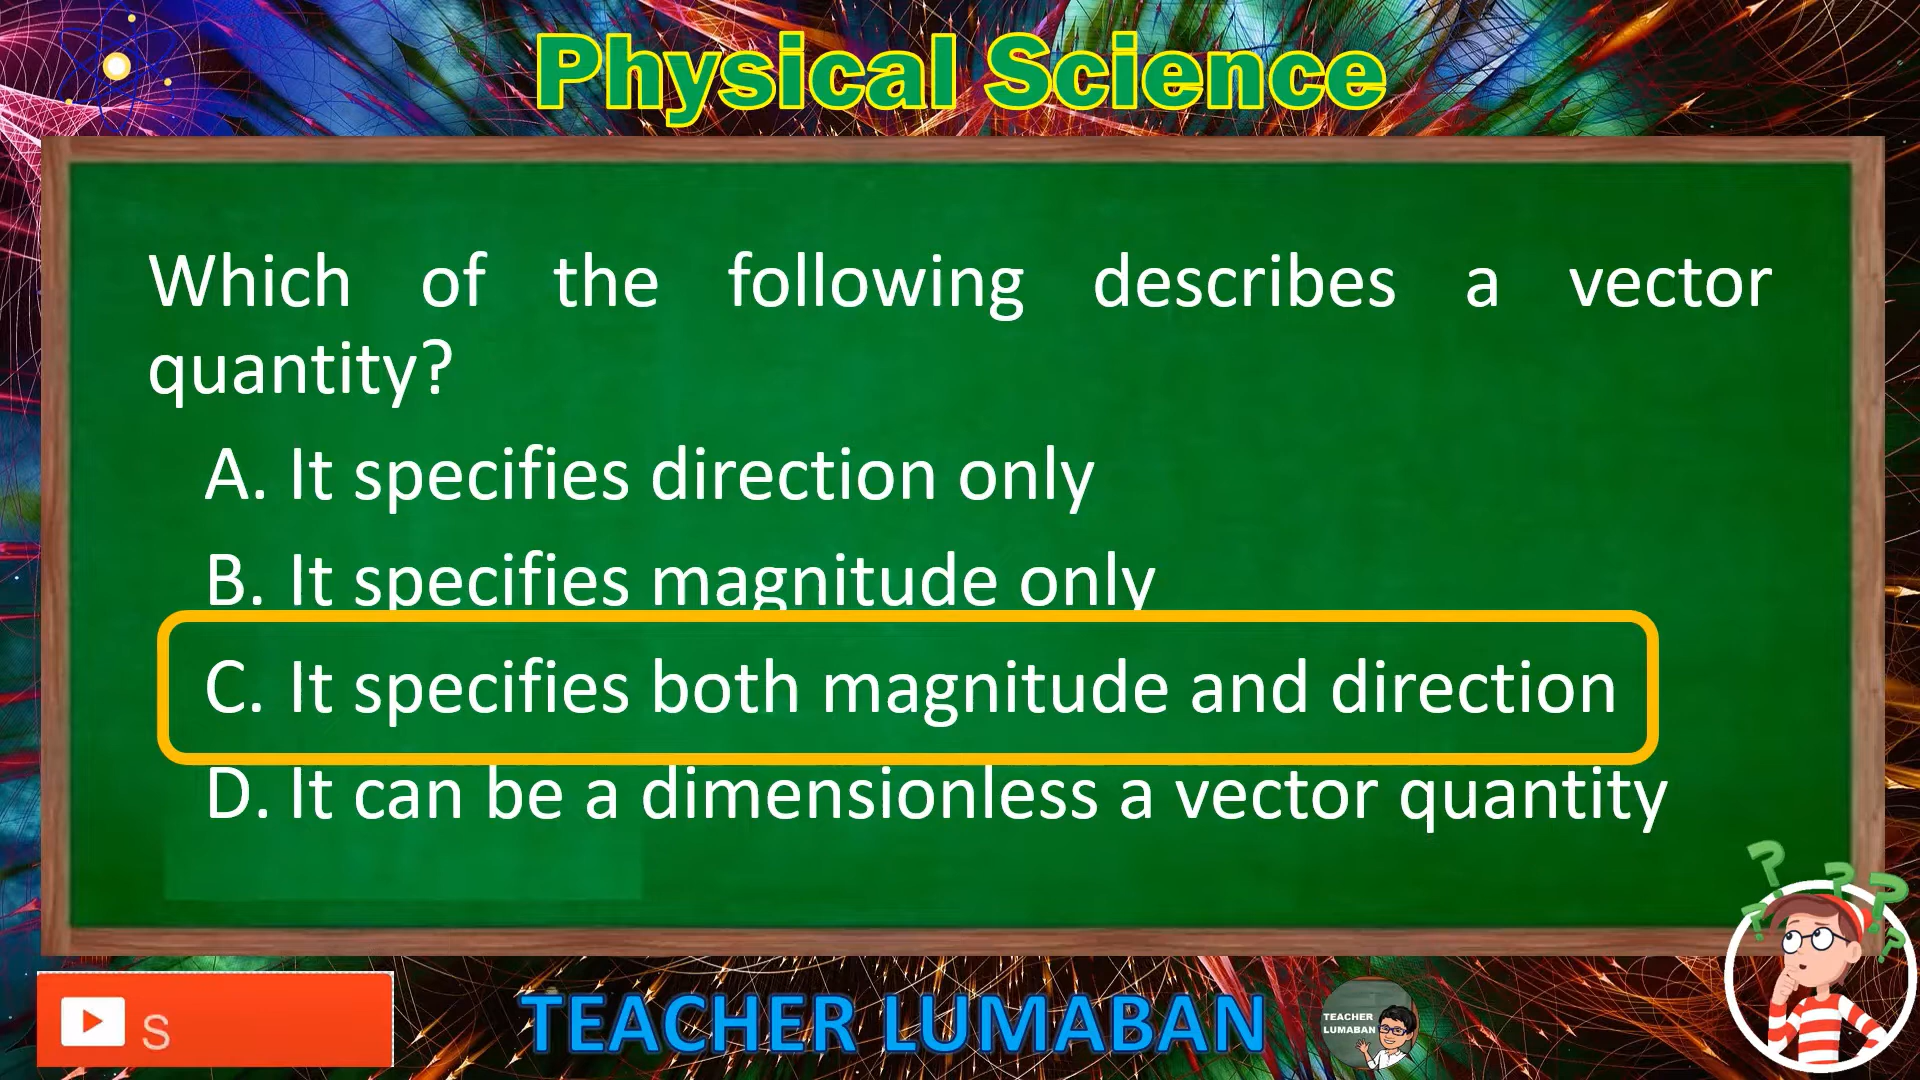 Physical Science
Which of the following describes a vector
quantity?
A. It specifies direction only
B. It specifies magnitude only
C. It specifies both magnitude and direction
D. It can be a dimensionless a vector quantity
S
TEACHER LUMABAN
TEACHER
LUMABAN